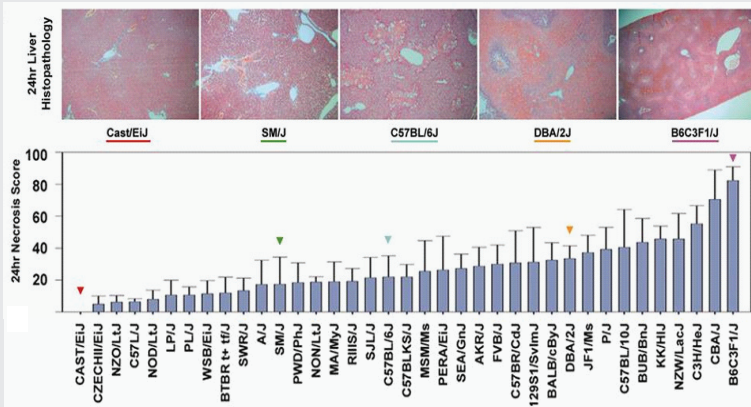 24hr Liver
Histopathology
Cast/EiJ
SM/J
C57BL/6J
DBA/2J
B6C3F1/J
24hr Necrosis Score
100
80
60
40
20
CAST/EiJ
CZECHII/EiJ
NZO/LtJ
C57L/J
NOD/LtJ
LP/J
PL/J
WSB/EiJ
BTBR t+ tf/J
SWR/J
A/J
SM/J
PWD/PhJ
NON/LtJ
MA/MyJ
RIIIS/J
SJL/J
C57BL/6J
C57BLKS/J
MSM/Ms
PERA/EiJ
SEA/GnJ
AKR/J
FVB/J
C57BR/CdJ
129S1/SvImJ
BALB/cByJ
DBA/2J
JF1/Ms
P/J
C57BL/10J
BUB/BnJ
KK/HlJ
NZW/LacJ
C3H/HeJ
CBA/J
B6C3F1/J